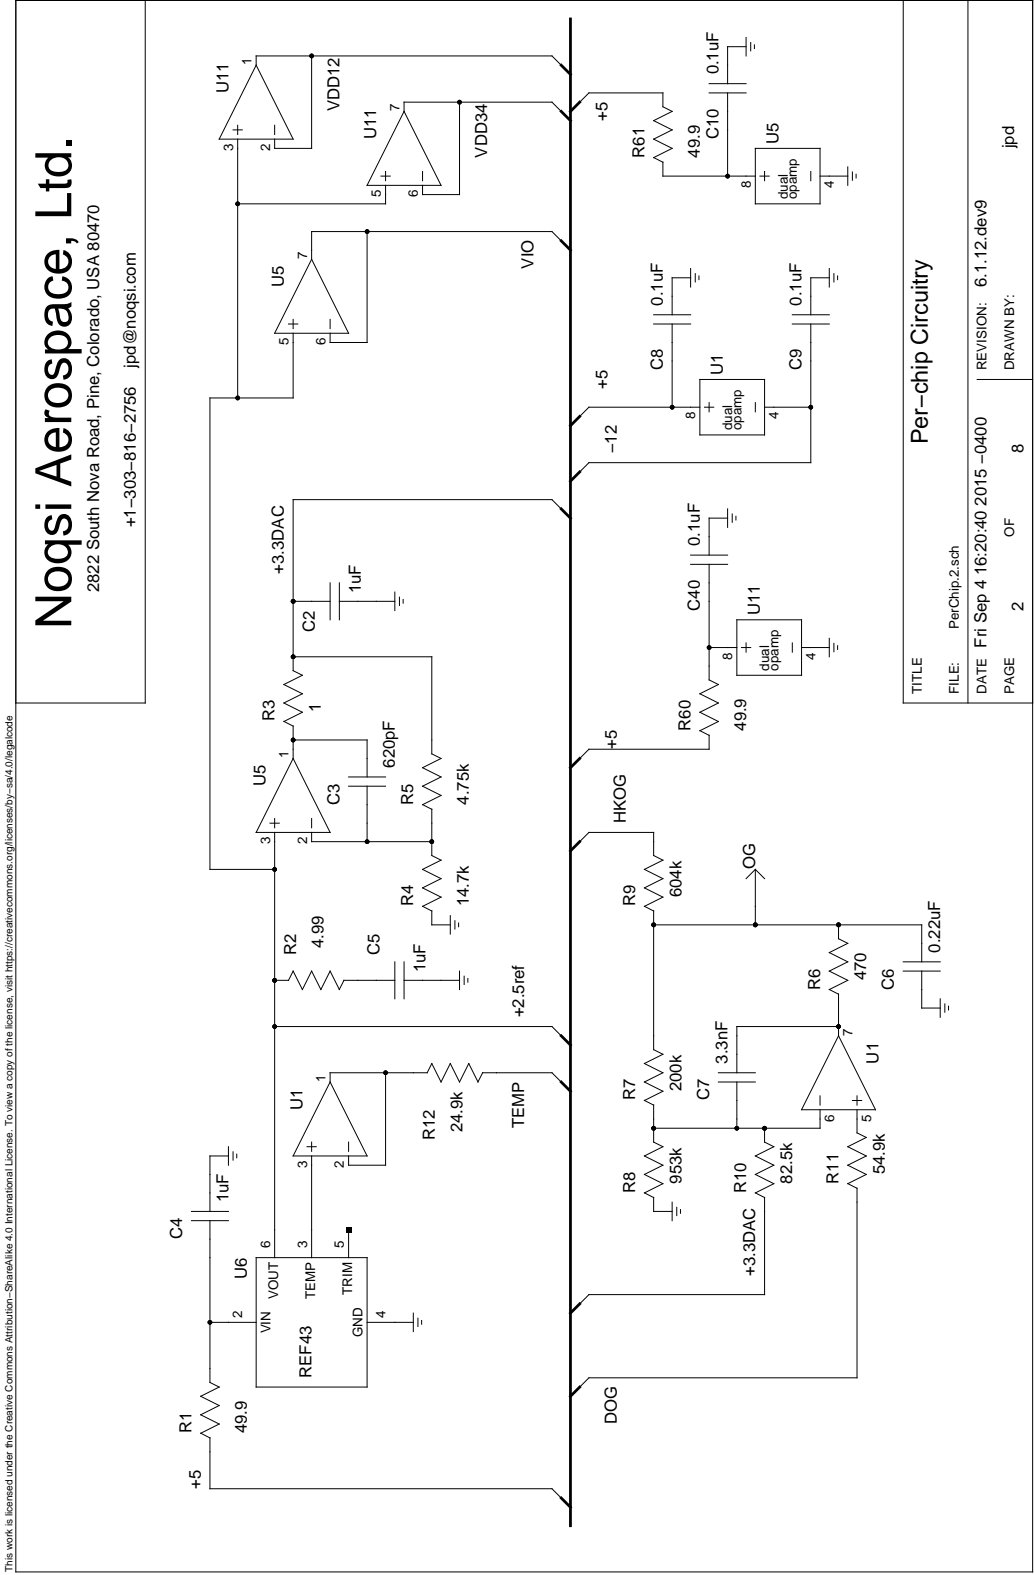 This work is licensed under the Creative Commons Attribution−ShareAlike 4.0 International License. To view a copy of the license, visit https://creativecommons.org/licenses/by−sa/4.0/legalcode
Noqsi Aerospace, Ltd.
2822 South Nova Road, Pine, Colorado, USA 80470
+1−303−816−2756 jpd@noqsi.com
+5
R1
49.9
C4
1uF
U6
2
VIN
VOUT
6
TEMP
3
TRIM
5
REF43
GND
4
U1
3
+
2
−
1
R12
24.9k
TEMP
+2.5ref
R2
4.99
C5
1uF
U5
3
+
2
−
1
C3
620pF
R3
1
R4
14.7k
R5
4.75k
C2
1uF
+3.3DAC
U5
5
+
6
−
7
VIO
U11
3
+
2
−
1
VDD12
U11
5
+
6
−
7
VDD34
DOG
+3.3DAC
R8
953k
R10
82.5k
R11
54.9k
R7
200k
C7
3.3nF
6
−
5
+
7
U1
R6
470
C6
0.22uF
OG
R9
604k
HKOG
+5
R60
49.9
C40
0.1uF
U11
8
+
dual
opamp
−
4
−12
+5
C8
0.1uF
U1
8
+
dual
opamp
−
4
C9
0.1uF
+5
R61
49.9
C10
0.1uF
U5
8
+
dual
opamp
−
4
TITLE
Per−chip Circuitry
FILE: PerChip.2.sch
REVISION: 6.1.12.dev9
DATE Fri Sep 4 16:20:40 2015 −0400
PAGE 2 OF 8
DRAWN BY: jpd